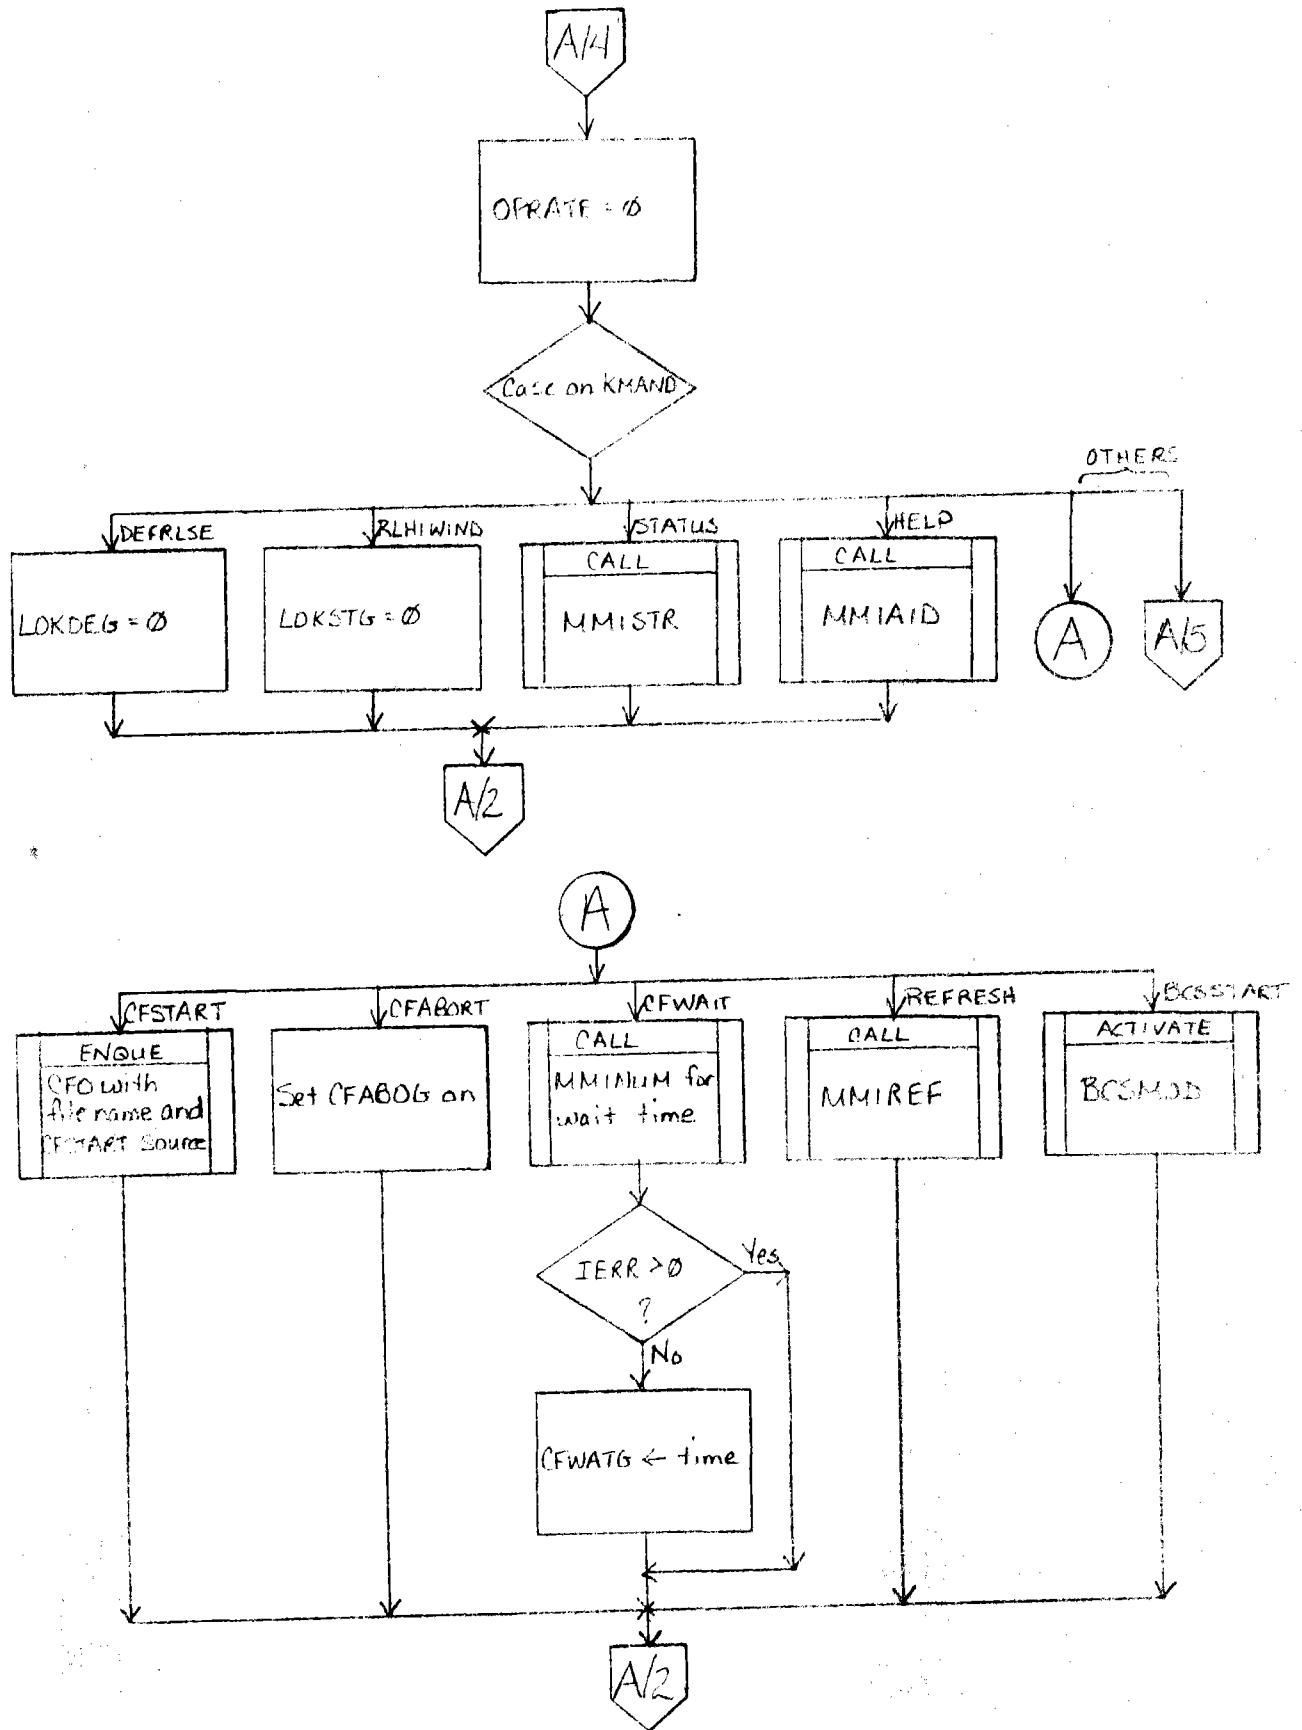 A/4
OPRATE = Ø
Case on KMAND
OTHERS
DEFRLSE
RLHIWIND
STATUS
HELP
LOKDEG = Ø
LOKSTG = Ø
CALL
MMISTR
CALL
MMIAID
A
A/5
A/2
A
CFSTART
CFABORT
CFWAIT
REFRESH
BCSSTART
ENQUE
CFO with
file name and
CFSTART Source
Set CFABOG on
CALL
MMINUM for
wait time
CALL
MMIREF
ACTIVATE
BCSMOD
IERR > Ø
?
Yes
No
CFWATG ← time
A/2